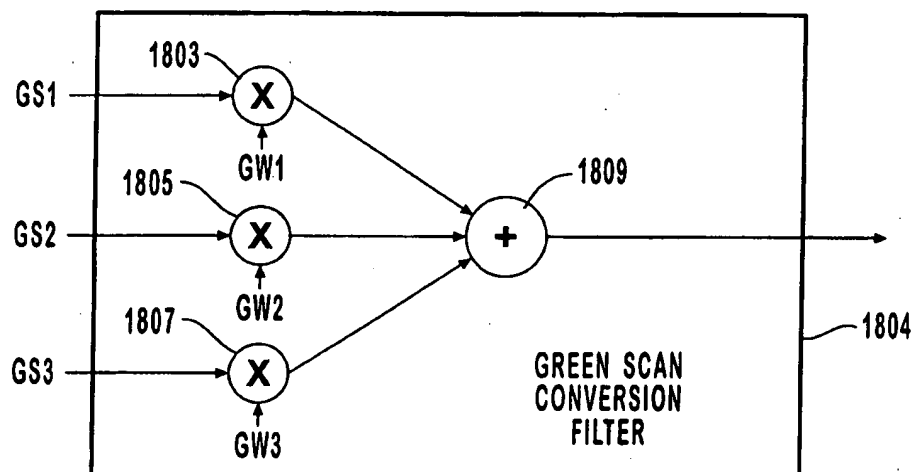 1803
GS1
X
GW1
1805
1809
GS2
X
+
GW2
1807
1804
GS3
X
GREEN SCAN
CONVERSION
FILTER
GW3